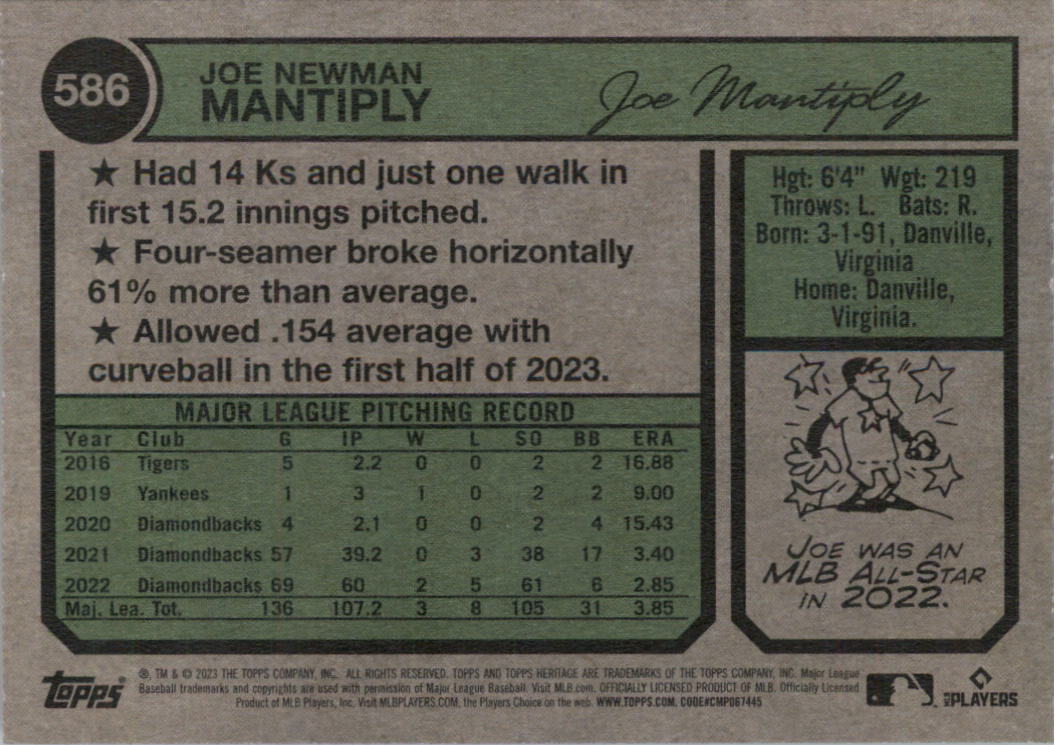 586
JOE NEWMAN
MANTIPLY
Joe Mantiply
★ Had 14 Ks and just one walk in
first 15.2 innings pitched.
★ Four-seamer broke horizontally
61% more than average.
★ Allowed .154 average with
curveball in the first half of 2023.
MAJOR LEAGUE PITCHING RECORD
Year Club G IP W L SO BB ERA
2016 Tigers 5 2.2 0 0 2 2 16.88
2019 Yankees 1 3 1 0 2 2 9.00
2020 Diamondbacks 4 2.1 0 0 2 4 15.43
2021 Diamondbacks 57 39.2 0 3 38 17 3.40
2022 Diamondbacks 69 60 2 5 61 6 2.85
Maj. Lea. Tot. 136 107.2 3 8 105 31 3.85
Hgt: 6'4" Wgt: 219
Throws: L. Bats: R.
Born: 3-1-91, Danville,
Virginia
Home: Danville,
Virginia.
JOE WAS AN
MLB ALL-STAR
IN 2022.
topps
®, TM & © 2023 THE TOPPS COMPANY, INC. ALL RIGHTS RESERVED. TOPPS AND TOPPS HERITAGE ARE TRADEMARKS OF THE TOPPS COMPANY, INC. Major League
Baseball trademarks and copyrights are used with permission of Major League Baseball. Visit MLB.com. OFFICIALLY LICENSED PRODUCT OF MLB. Officially Licensed
Product of MLB Players, Inc. Visit MLBPLAYERS.COM, the Players Choice on the web. WWW.TOPPS.COM. CODE#CMP067445
MLB PLAYERS